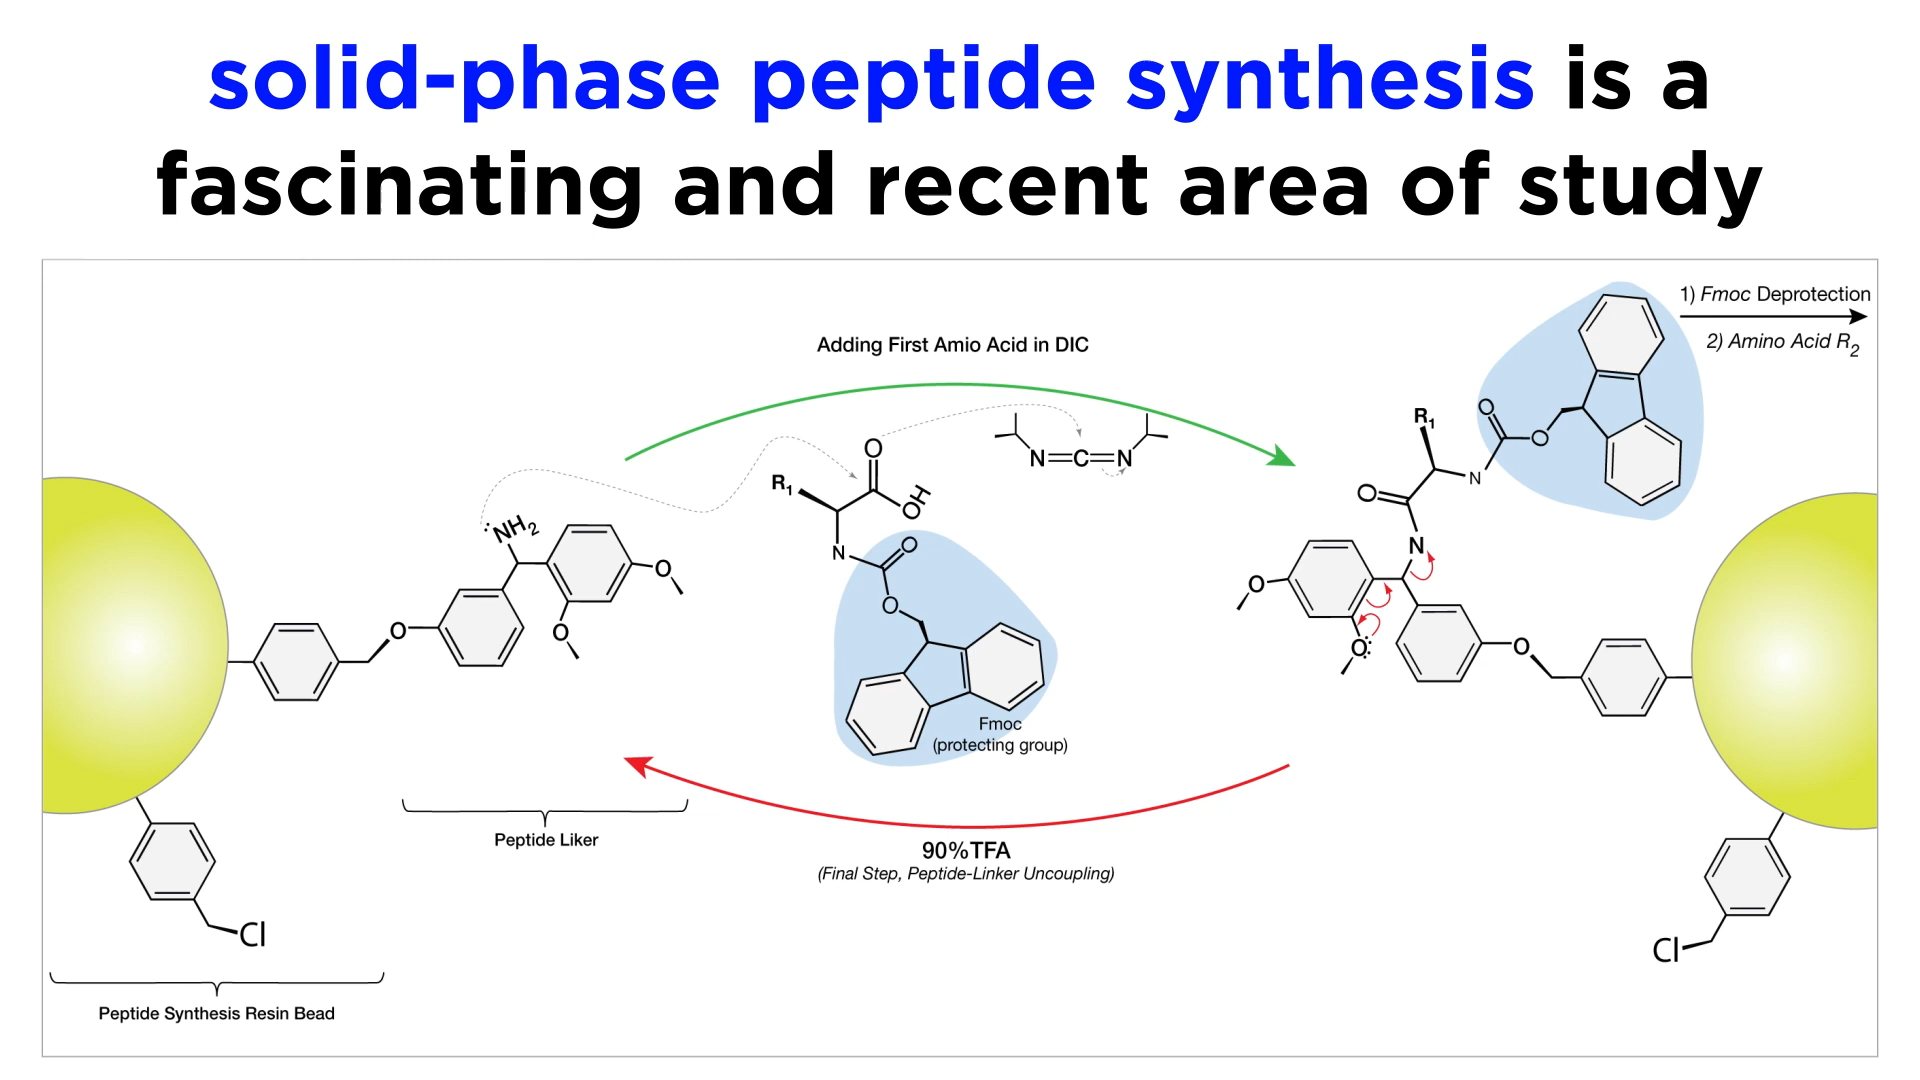 solid-phase peptide synthesis is a
fascinating and recent area of study
1) Fmoc Deprotection
2) Amino Acid R2
Adding First Amio Acid in DIC
R1
O
OH
N
O
O
N=C=N
:NH2
O
O
O
Fmoc
(protecting group)
R1
O
O
N
O
N
O
O:
O
Peptide Liker
90%TFA
(Final Step, Peptide-Linker Uncoupling)
Cl
Cl
Peptide Synthesis Resin Bead